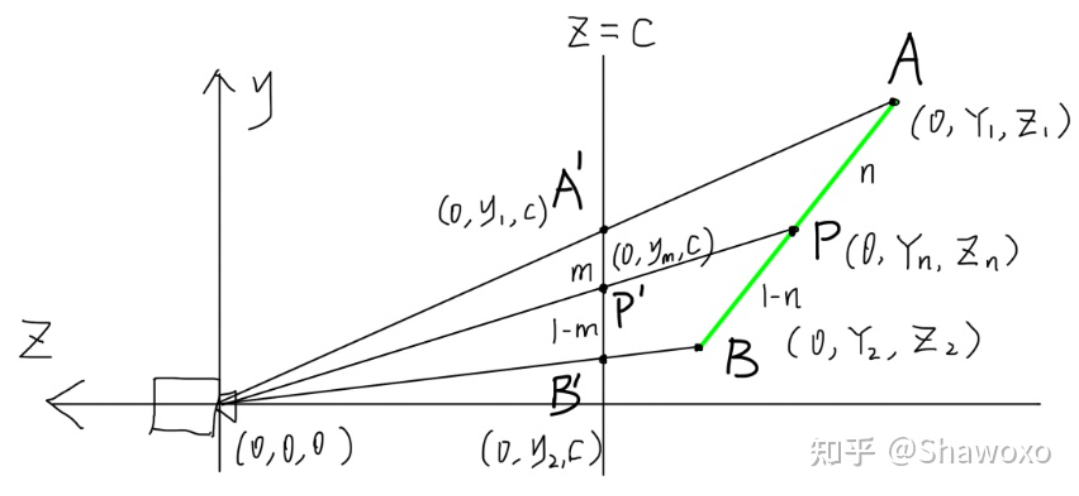 Z = C
y
A
(0, Y₁, Z₁)
A'
(0, y₁, c)
n
(0, yₘ, c)
P (0, Yₙ, Zₙ)
m
P'
1-n
1-m
Z
B (0, Y₂, Z₂)
B'
(0,0,0)
(0, y₂, c)
知乎 @Shawoxo